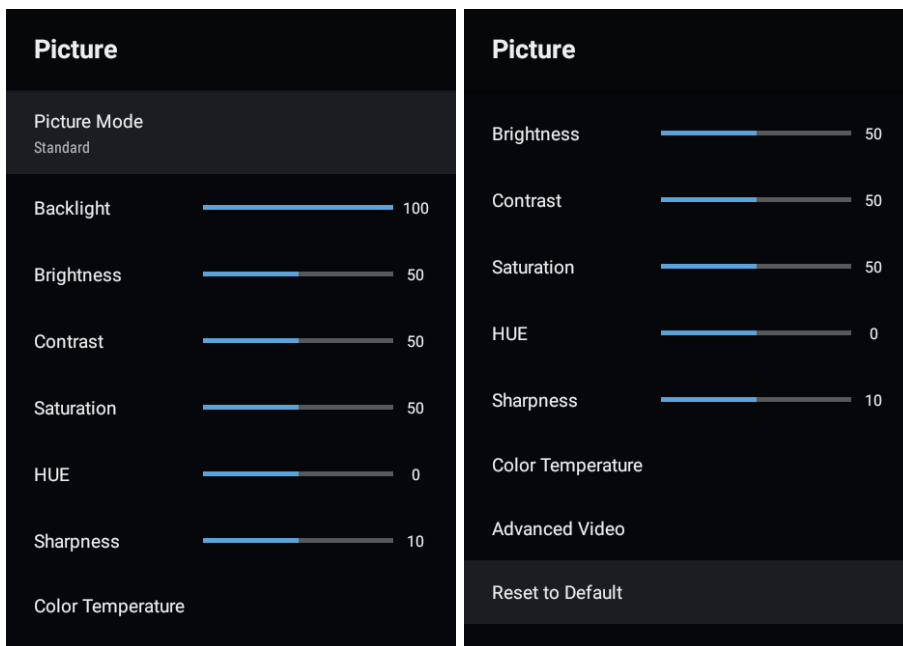 Picture
Picture Mode
Standard
Backlight 100
Brightness 50
Contrast 50
Saturation 50
HUE 0
Sharpness 10
Color Temperature
Picture
Brightness 50
Contrast 50
Saturation 50
HUE 0
Sharpness 10
Color Temperature
Advanced Video
Reset to Default